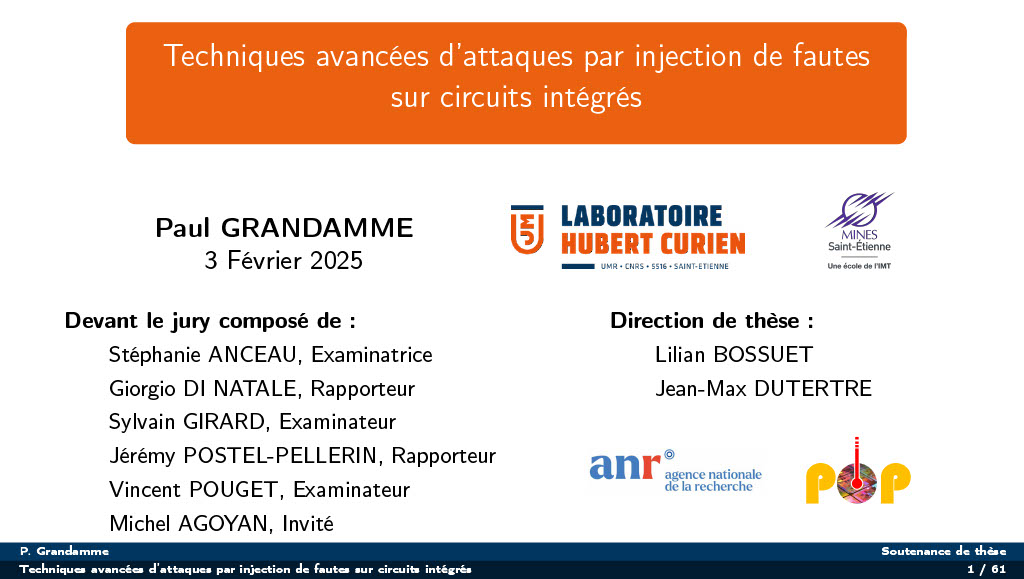 Techniques avancées d'attaques par injection de fautes
sur circuits intégrés
Paul GRANDAMME
3 Février 2025
UJM
LABORATOIRE
HUBERT CURIEN
UMR • CNRS • 5516 • SAINT-ETIENNE
MINES
Saint-Étienne
Une école de l'IMT
Devant le jury composé de :
Stéphanie ANCEAU, Examinatrice
Giorgio DI NATALE, Rapporteur
Sylvain GIRARD, Examinateur
Jérémy POSTEL-PELLERIN, Rapporteur
Vincent POUGET, Examinateur
Michel AGOYAN, Invité
Direction de thèse :
Lilian BOSSUET
Jean-Max DUTERTRE
anr
agence nationale
de la recherche
POP
P. Grandamme
Soutenance de thèse
Techniques avancées d'attaques par injection de fautes sur circuits intégrés
1 / 61